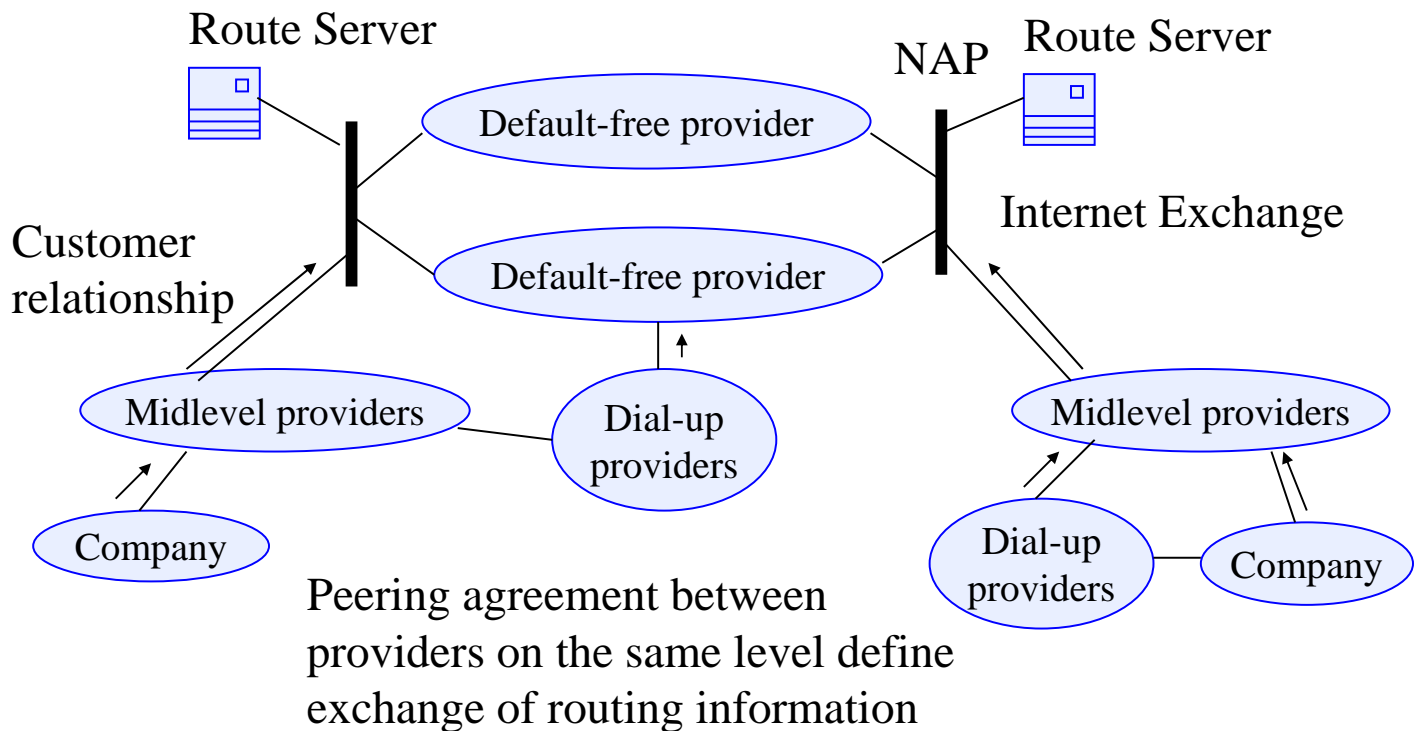 Route Server
NAP
Route Server
Default-free provider
Internet Exchange
Customer
relationship
Default-free provider
Midlevel providers
Dial-up
providers
Midlevel providers
Company
Dial-up
providers
Company
Peering agreement between
providers on the same level define
exchange of routing information